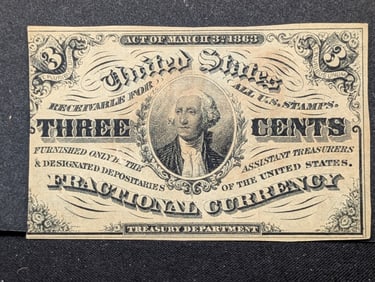 ACT OF MARCH 3: 1863
3 3
United States
RECEIVABLE FOR ALL U.S. STAMPS.
THREE CENTS
FURNISHED ONLY BY THE ASSISTANT TREASURERS
& DESIGNATED DEPOSITARIES OF THE UNITED STATES.
FRACTIONAL CURRENCY
TREASURY DEPARTMENT